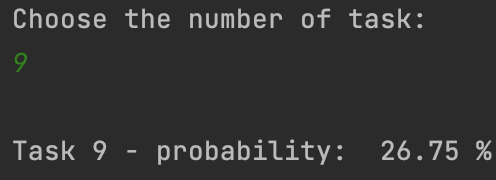 Choose the number of task:
9
Task 9 - probability:  26.75 %